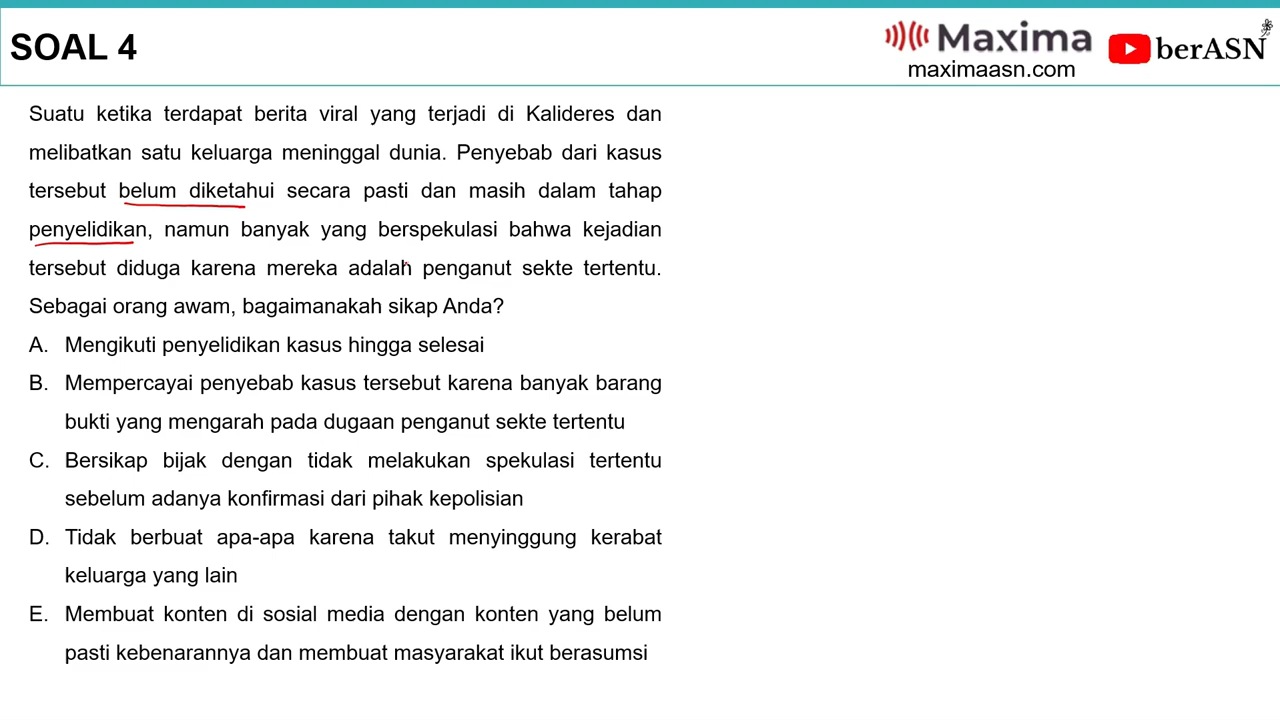 SOAL 4
Maxima
maximaasn.com
berASN
Suatu ketika terdapat berita viral yang terjadi di Kalideres dan
melibatkan satu keluarga meninggal dunia. Penyebab dari kasus
tersebut belum diketahui secara pasti dan masih dalam tahap
penyelidikan, namun banyak yang berspekulasi bahwa kejadian
tersebut diduga karena mereka adalah penganut sekte tertentu.
Sebagai orang awam, bagaimanakah sikap Anda?
A. Mengikuti penyelidikan kasus hingga selesai
B. Mempercayai penyebab kasus tersebut karena banyak barang
bukti yang mengarah pada dugaan penganut sekte tertentu
C. Bersikap bijak dengan tidak melakukan spekulasi tertentu
sebelum adanya konfirmasi dari pihak kepolisian
D. Tidak berbuat apa-apa karena takut menyinggung kerabat
keluarga yang lain
E. Membuat konten di sosial media dengan konten yang belum
pasti kebenarannya dan membuat masyarakat ikut berasumsi